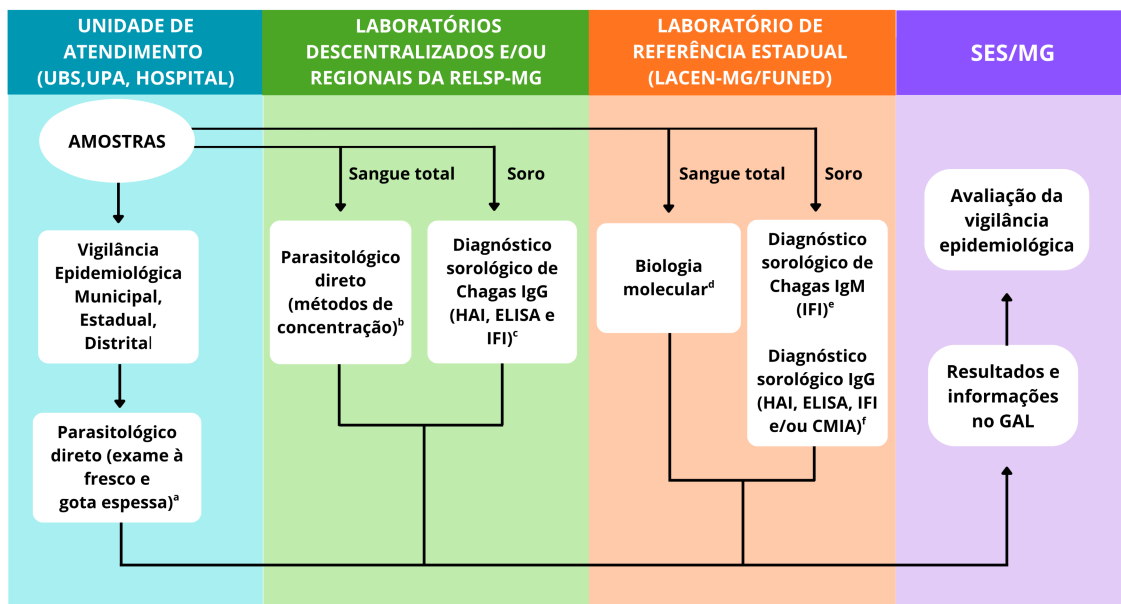 UNIDADE DE
ATENDIMENTO
(UBS,UPA, HOSPITAL)
LABORATÓRIOS
DESCENTRALIZADOS E/OU
REGIONAIS DA RELSP-MG
LABORATÓRIO DE
REFERÊNCIA ESTADUAL
(LACEN-MG/FUNED)
SES/MG
AMOSTRAS
Vigilância
Epidemiológica
Municipal,
Estadual,
Distrital
Parasitológico
direto (exame à
fresco e
gota espessa)ᵃ
Sangue total
Soro
Parasitológico
direto
(métodos de
concentração)ᵇ
Diagnóstico
sorológico de
Chagas IgG
(HAI, ELISA e
IFI)ᶜ
Sangue total
Soro
Biologia
molecularᵈ
Diagnóstico
sorológico de
Chagas IgM
(IFI)ᵉ
Diagnóstico
sorológico IgG
(HAI, ELISA, IFI
e/ou CMIA)ᶠ
Avaliação da
vigilância
epidemiológica
Resultados e
informações
no GAL